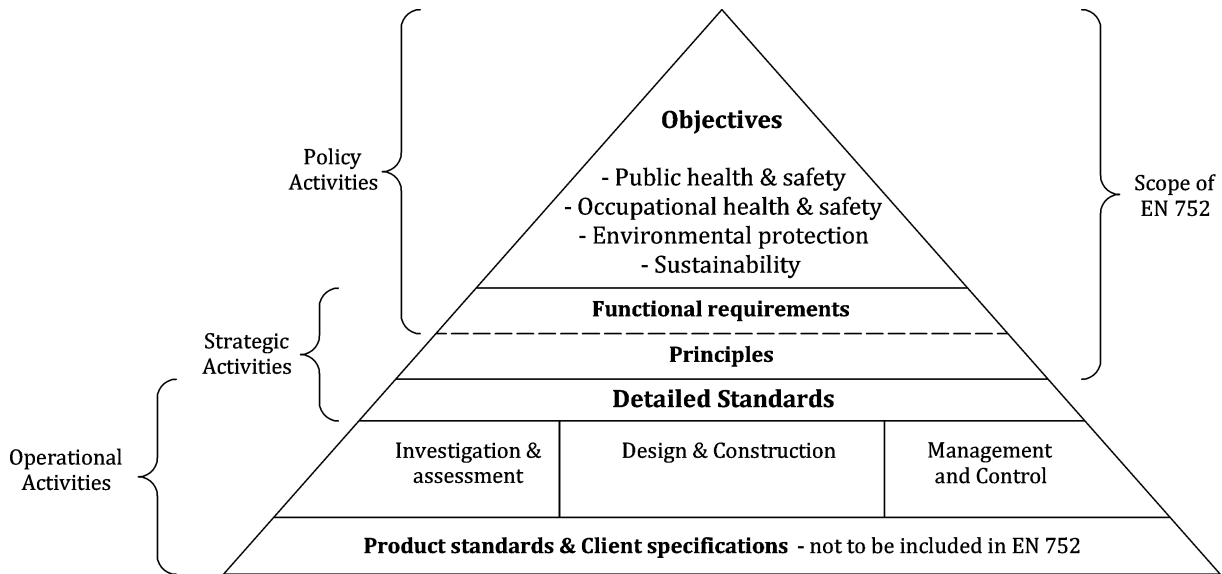 Objectives
Policy
Activities
- Public health & safety
- Occupational health & safety
- Environmental protection
- Sustainability
Scope of
EN 752
Functional requirements
Strategic
Activities
Principles
Detailed Standards
Operational
Activities
Investigation &
assessment
Design & Construction
Management
and Control
Product standards & Client specifications - not to be included in EN 752